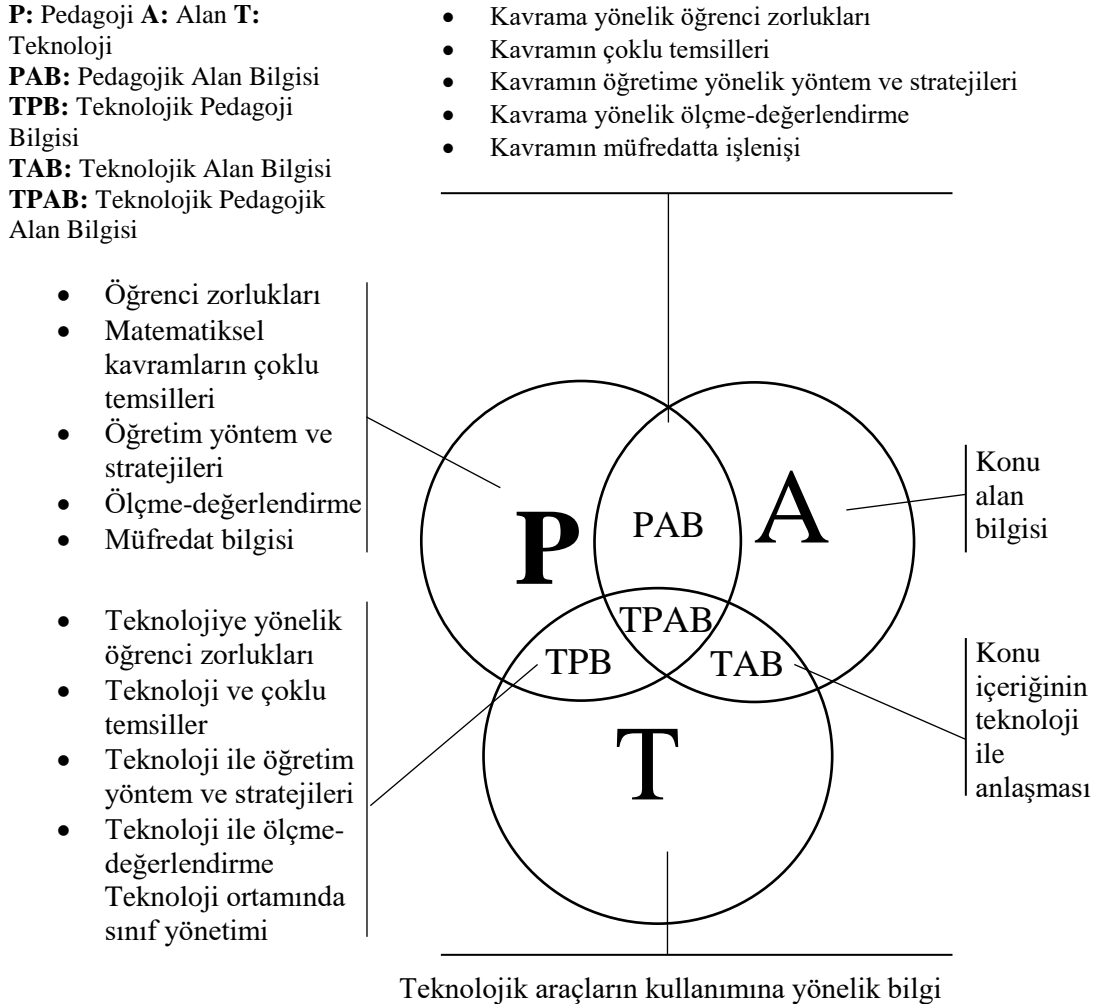 P: Pedagoji A: Alan T:
Teknoloji
PAB: Pedagojik Alan Bilgisi
TPB: Teknolojik Pedagoji
Bilgisi
TAB: Teknolojik Alan Bilgisi
TPAB: Teknolojik Pedagojik
Alan Bilgisi
• Kavrama yönelik öğrenci zorlukları
• Kavramın çoklu temsilleri
• Kavramın öğretime yönelik yöntem ve stratejileri
• Kavrama yönelik ölçme-değerlendirme
• Kavramın müfredatta işlenişi
• Öğrenci zorlukları
• Matematiksel
kavramların çoklu
temsilleri
• Öğretim yöntem ve
stratejileri
• Ölçme-değerlendirme
• Müfredat bilgisi
P
PAB
A
Konu
alan
bilgisi
TPAB
TPB
TAB
T
• Teknolojiye yönelik
öğrenci zorlukları
• Teknoloji ve çoklu
temsiller
• Teknoloji ile öğretim
yöntem ve stratejileri
• Teknoloji ile ölçme-
değerlendirme
Teknoloji ortamında
sınıf yönetimi
Konu
içeriğinin
teknoloji
ile
anlaşması
Teknolojik araçların kullanımına yönelik bilgi